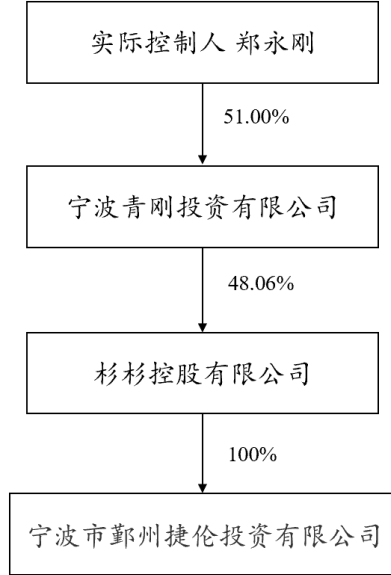 实际控制人 郑永刚
51.00%
宁波青刚投资有限公司
48.06%
杉杉控股有限公司
100%
宁波市鄞州捷伦投资有限公司